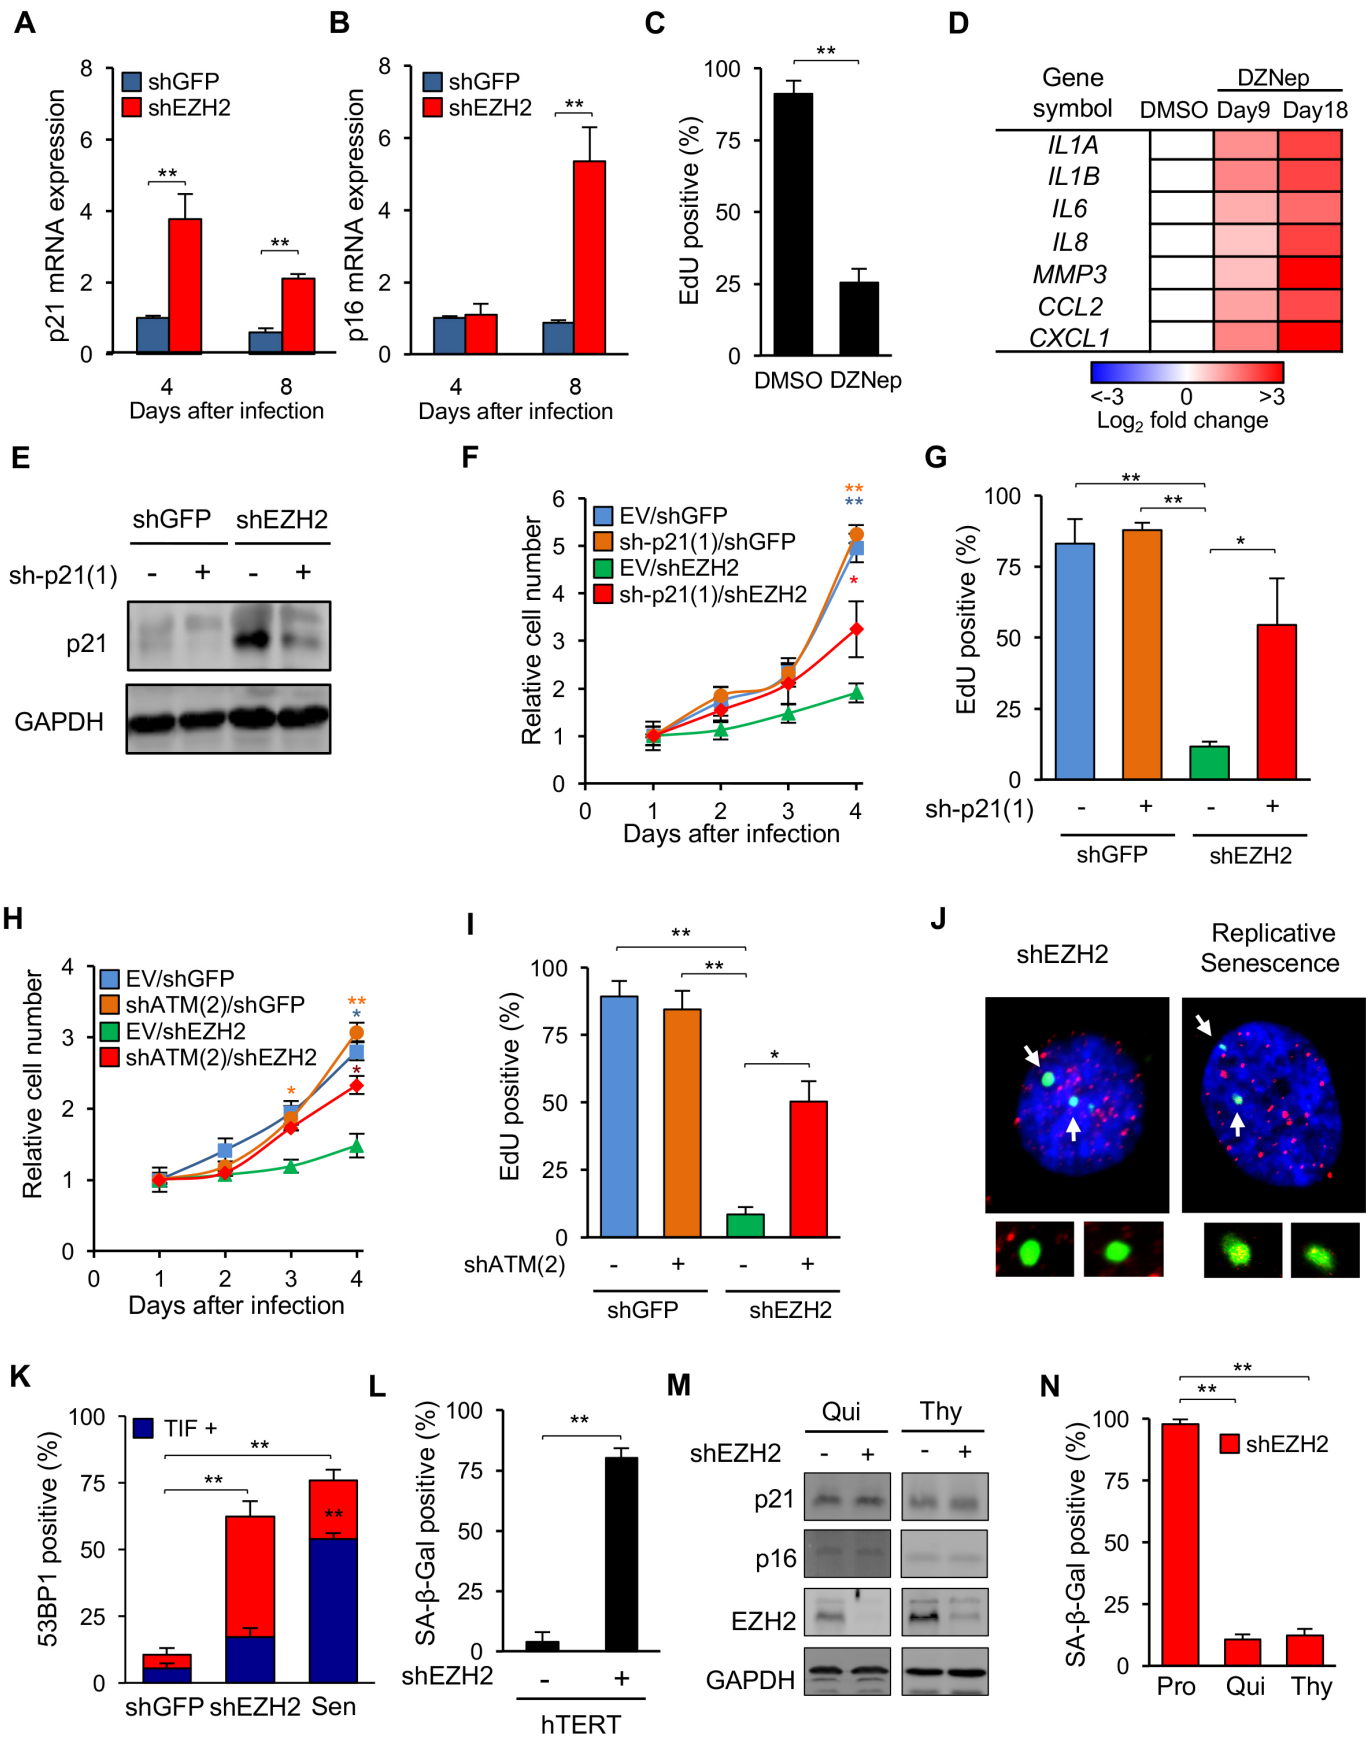 A
p21 mRNA expression
8
6
4
2
0
shGFP
shEZH2
**
**
4
8
Days after infection
B
p16 mRNA expression
8
6
4
2
0
shGFP
shEZH2
**
4
8
Days after infection
C
EdU positive (%)
100
75
50
25
0
**
DMSO DZNep
D
Gene symbol
DZNep
DMSO Day9 Day18
IL1A
IL1B
IL6
IL8
MMP3
CCL2
CXCL1
<-3 0 >3
Log2 fold change
E
shGFP shEZH2
sh-p21(1) - + - +
p21
GAPDH
F
Relative cell number
6
5
4
3
2
1
0
EV/shGFP
sh-p21(1)/shGFP
EV/shEZH2
sh-p21(1)/shEZH2
**
**
*
0 1 2 3 4
Days after infection
G
EdU positive (%)
100
75
50
25
0
**
**
*
sh-p21(1) - + - +
shGFP shEZH2
H
Relative cell number
4
3
2
1
0
EV/shGFP
shATM(2)/shGFP
EV/shEZH2
shATM(2)/shEZH2
**
*
*
*
0 1 2 3 4
Days after infection
I
EdU positive (%)
100
75
50
25
0
**
**
*
shATM(2) - + - +
shGFP shEZH2
J
shEZH2
Replicative
Senescence
K
53BP1 positive (%)
100
75
50
25
0
TIF +
**
**
**
shGFP shEZH2 Sen
L
SA-β-Gal positive (%)
100
75
50
25
0
**
shEZH2 - +
hTERT
M
Qui Thy
shEZH2 - + - +
p21
p16
EZH2
GAPDH
N
SA-β-Gal positive (%)
100
75
50
25
0
**
**
shEZH2
Pro Qui Thy